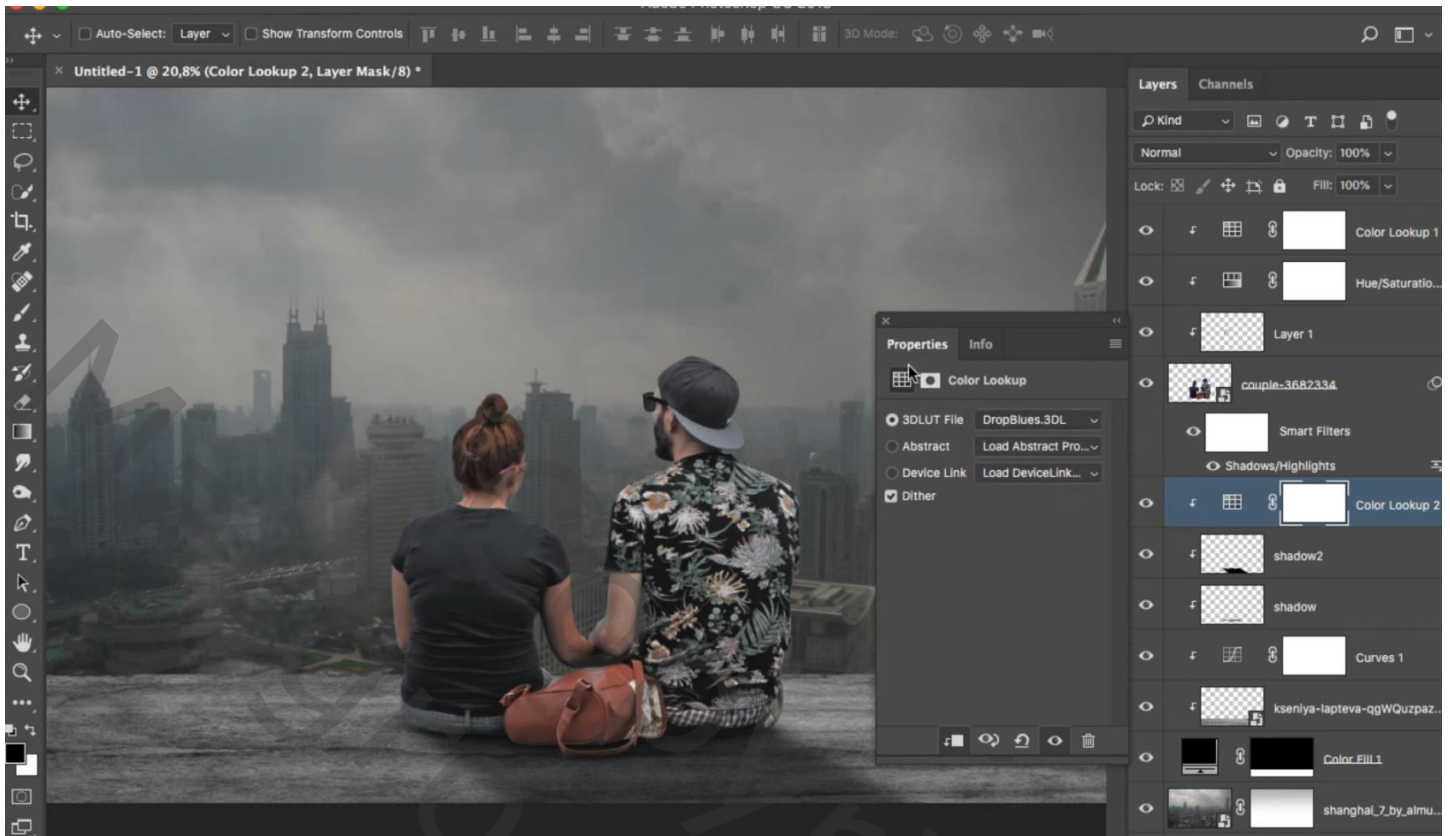 Auto-Select: Layer Show Transform Controls 3D Mode:
× Untitled-1 @ 20,8% (Color Lookup 2, Layer Mask/8) *
Layers Channels
Kind
Normal Opacity: 100%
Lock: Fill: 100%
Color Lookup 1
Hue/Saturatio...
Layer 1
couple-3682334
Smart Filters
Shadows/Highlights
Color Lookup 2
shadow2
shadow
Curves 1
kseniya-lapteva-qgWQuzpaz...
Color Fill 1
shanghai_7_by_almu...
Properties Info
Color Lookup
3DLUT File DropBlues.3DL
Abstract Load Abstract Pro...
Device Link Load DeviceLink...
Dither